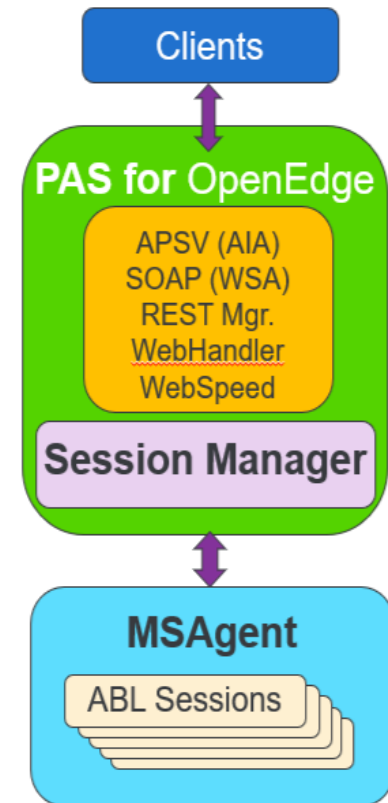 Clients
PAS for OpenEdge
APSV (AIA)
SOAP (WSA)
REST Mgr.
WebHandler
WebSpeed
Session Manager
MSAgent
ABL Sessions